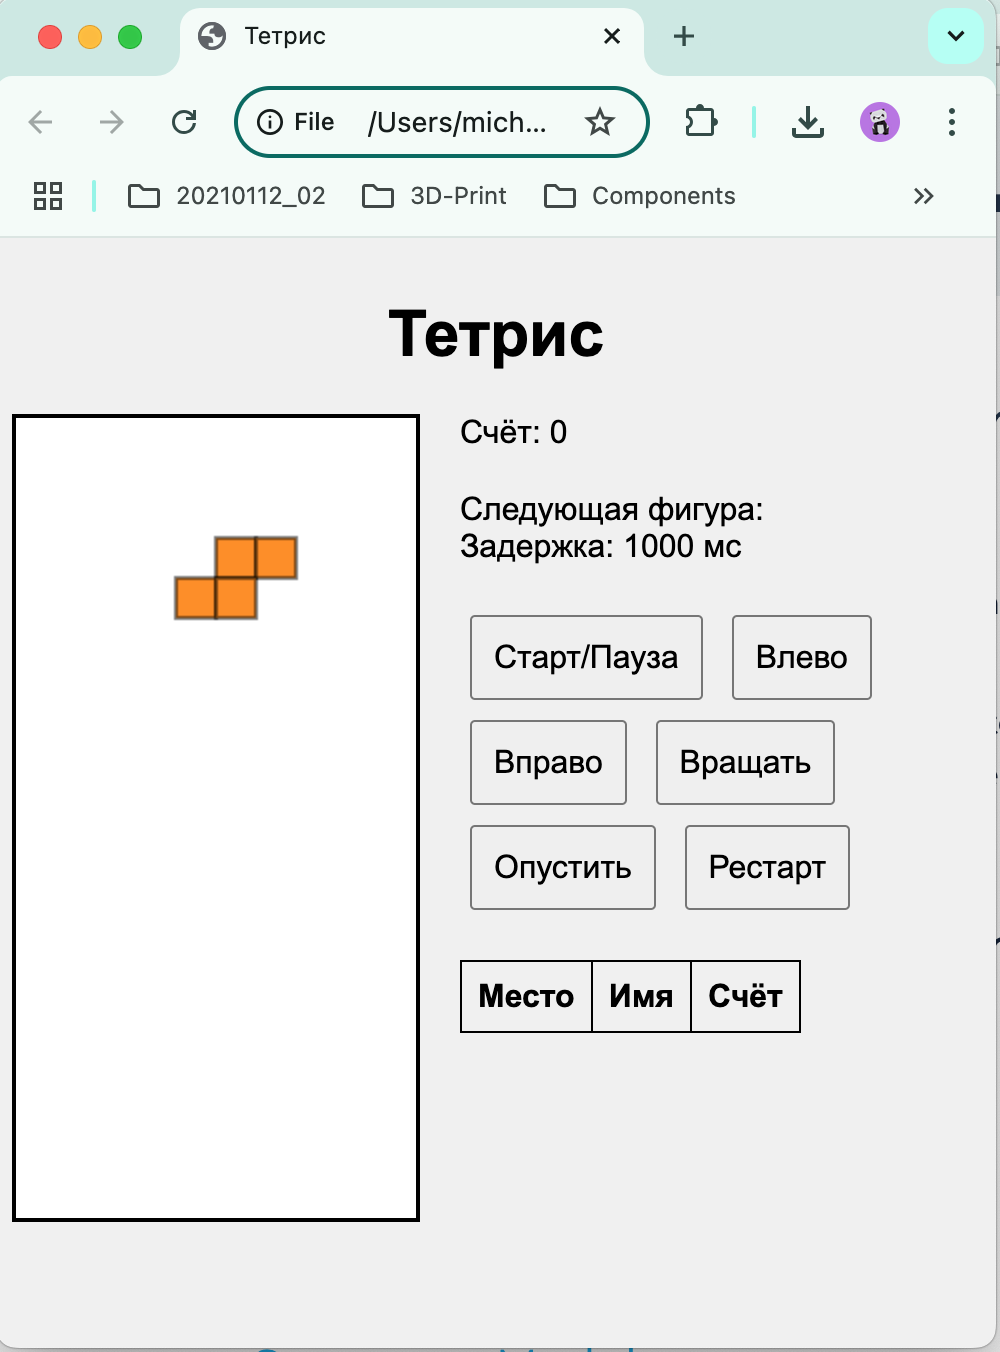 Тетрис
File /Users/mich...
20210112_02 3D-Print Components
Тетрис
Счёт: 0
Следующая фигура:
Задержка: 1000 мс
Старт/Пауза Влево
Вправо Вращать
Опустить Рестарт
Место Имя Счёт